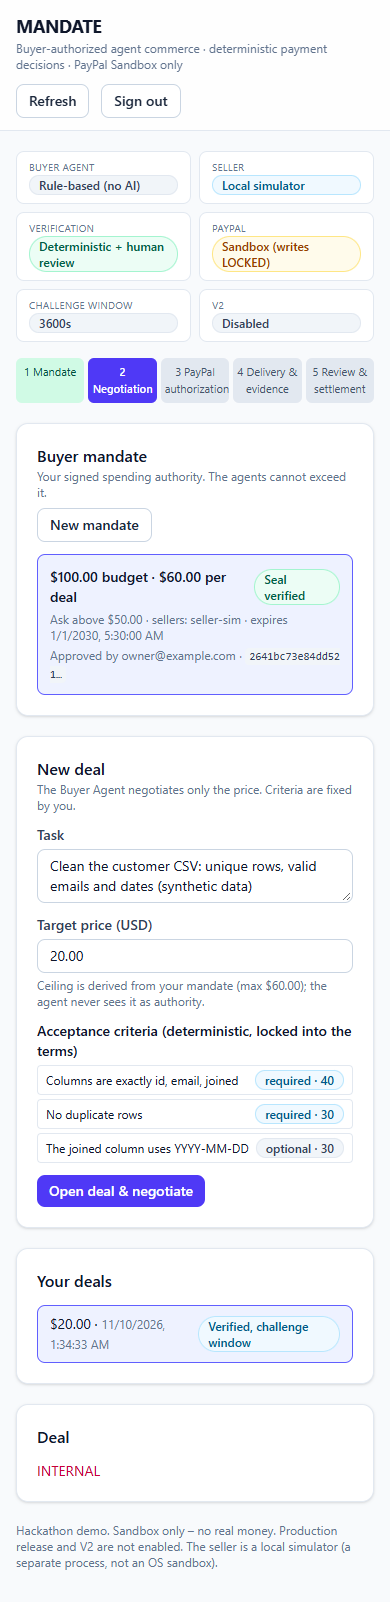 MANDATE
Buyer-authorized agent commerce · deterministic payment
decisions · PayPal Sandbox only
Refresh
Sign out
BUYER AGENT
Rule-based (no AI)
SELLER
Local simulator
VERIFICATION
Deterministic + human
review
PAYPAL
Sandbox (writes
LOCKED)
CHALLENGE WINDOW
3600s
V2
Disabled
1 Mandate
2
Negotiation
3 PayPal
authorization
4 Delivery &
evidence
5 Review &
settlement
Buyer mandate
Your signed spending authority. The agents cannot exceed
it.
New mandate
$100.00 budget · $60.00 per
deal
Seal
verified
Ask above $50.00 · sellers: seller-sim · expires
1/1/2030, 5:30:00 AM
Approved by owner@example.com · 2641bc73e84dd52
1…
New deal
The Buyer Agent negotiates only the price. Criteria are fixed
by you.
Task
Clean the customer CSV: unique rows, valid
emails and dates (synthetic data)
Target price (USD)
20.00
Ceiling is derived from your mandate (max $60.00); the
agent never sees it as authority.
Acceptance criteria (deterministic, locked into the
terms)
Columns are exactly id, email, joined
required · 40
No duplicate rows
required · 30
The joined column uses YYYY-MM-DD
optional · 30
Open deal & negotiate
Your deals
$20.00 · 11/10/2026,
1:34:33 AM
Verified, challenge
window
Deal
INTERNAL
Hackathon demo. Sandbox only – no real money. Production
release and V2 are not enabled. The seller is a local simulator (a
separate process, not an OS sandbox).